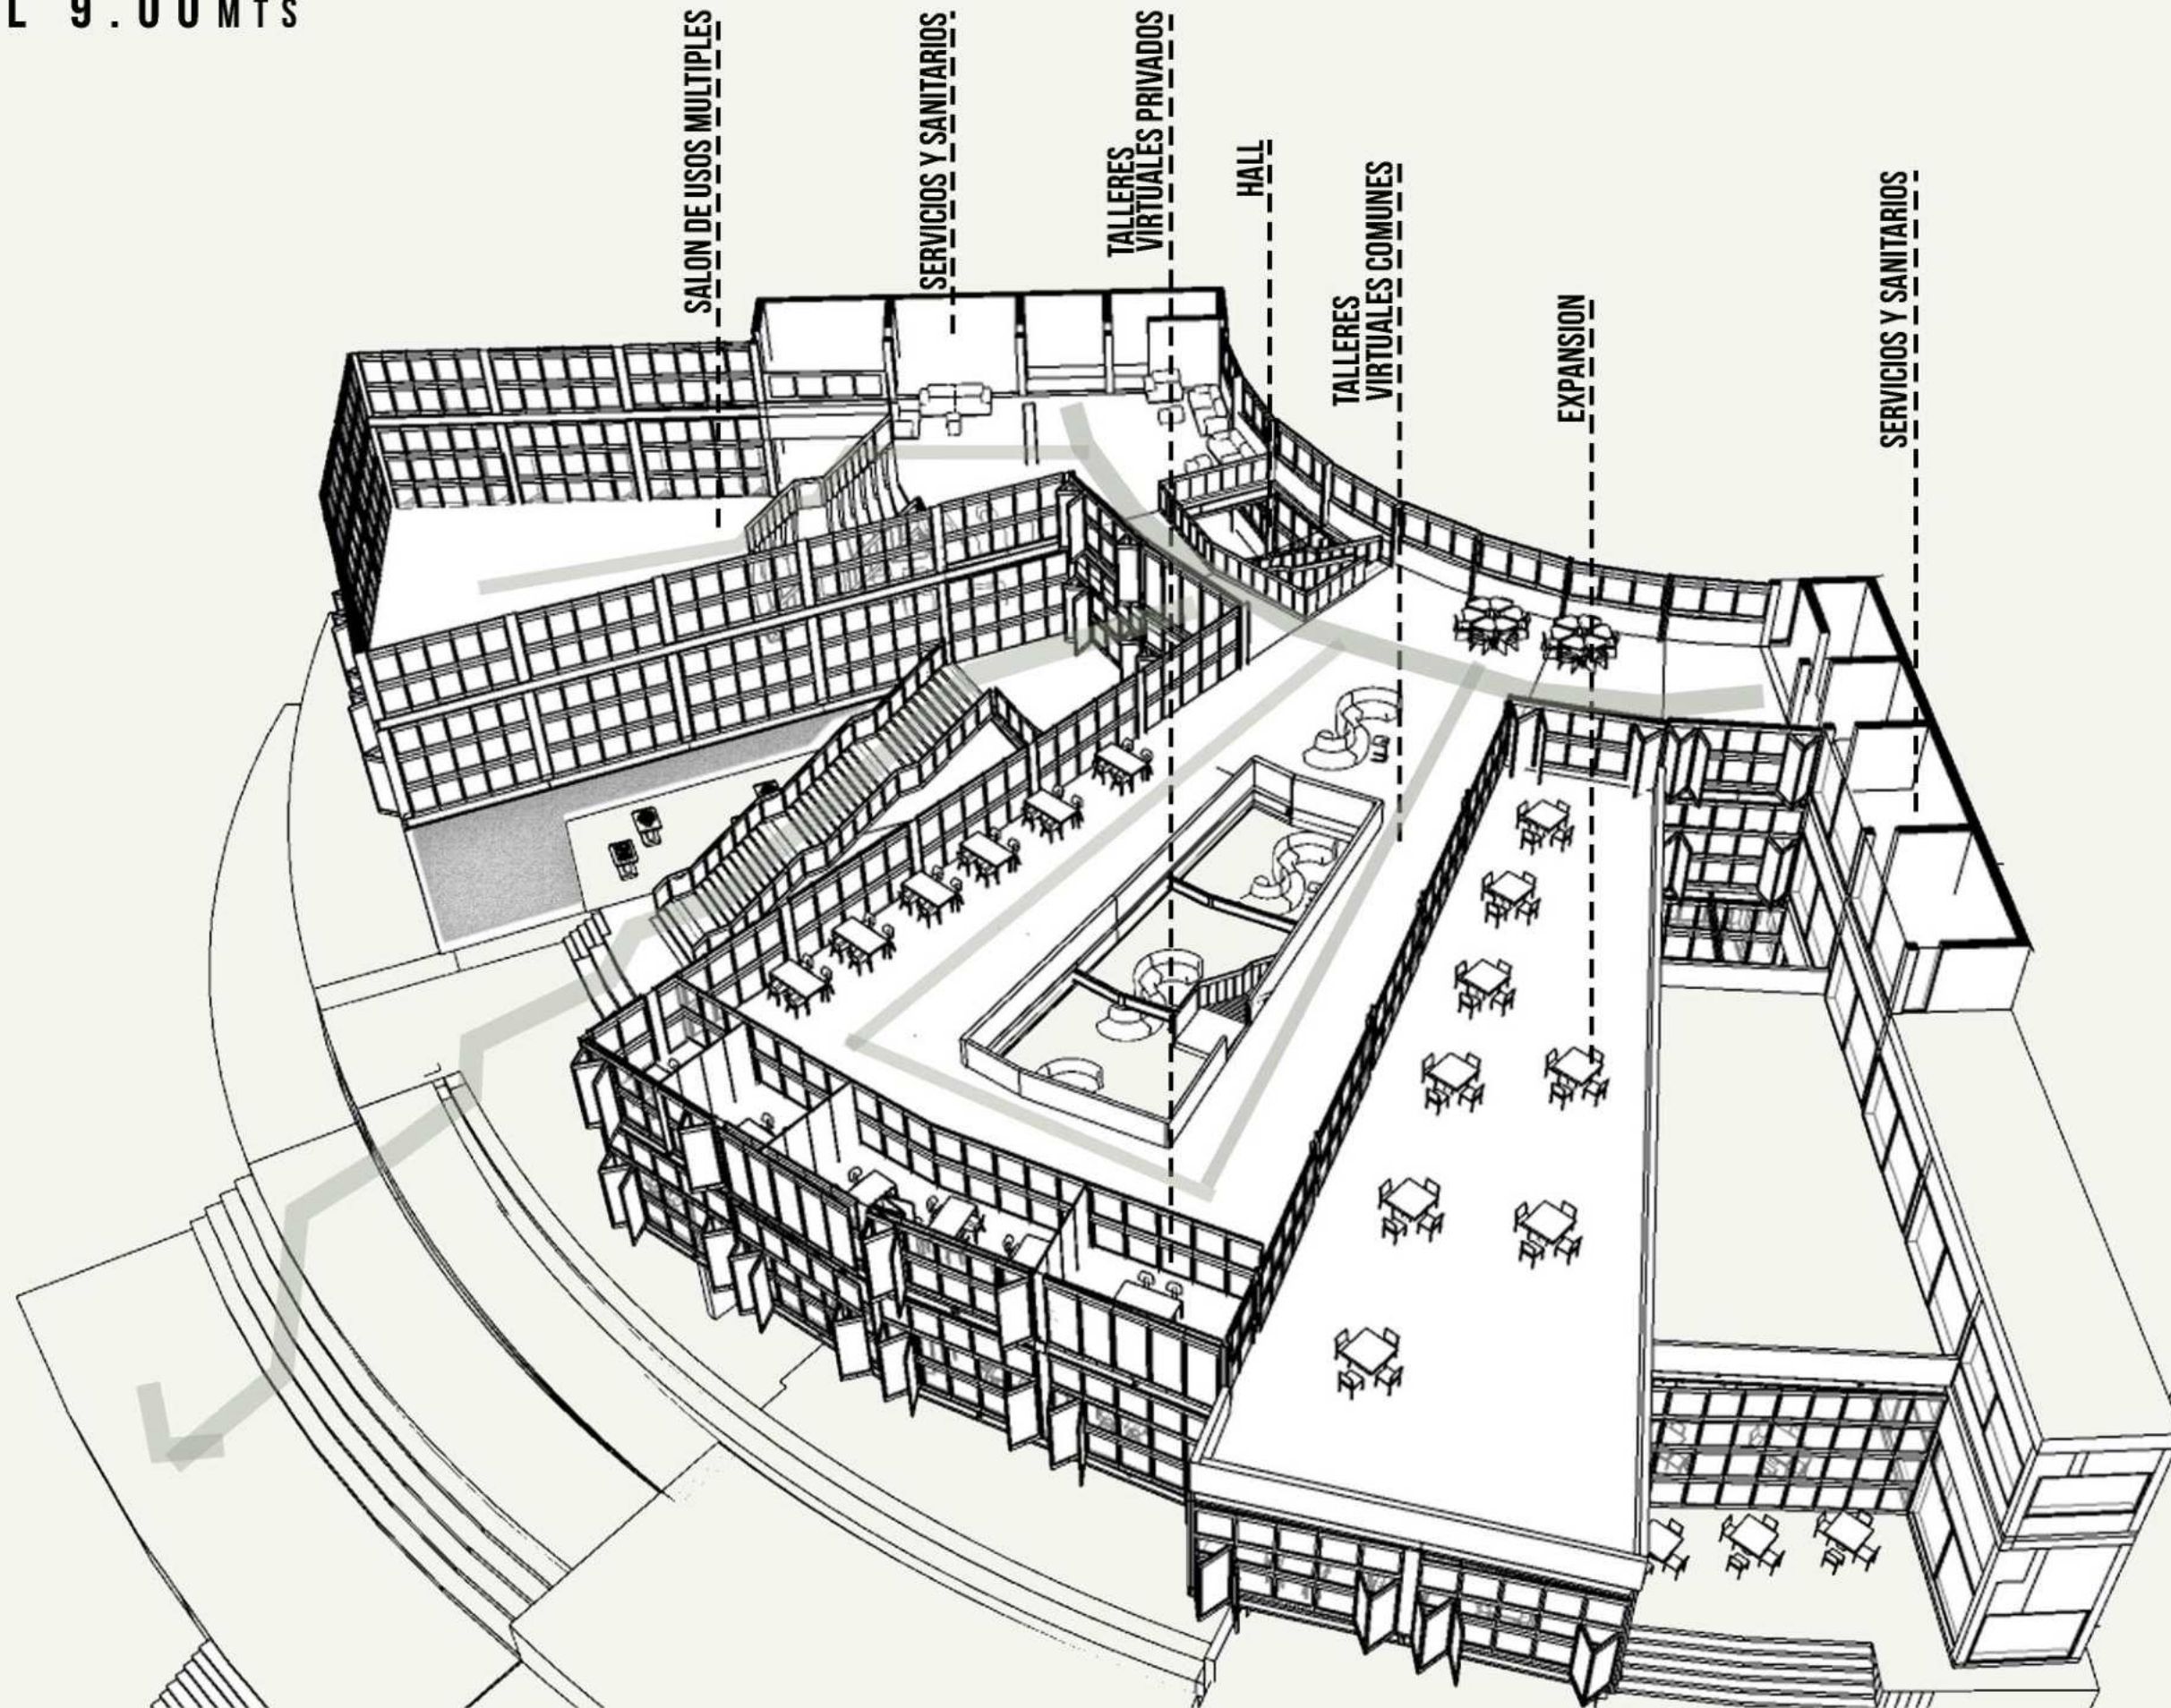 L 9.00MTS
SALON DE USOS MULTIPLES
SERVICIOS Y SANITARIOS
TALLERES
VIRTUALES PRIVADOS
HALL
TALLERES
VIRTUALES COMUNES
EXPANSION
SERVICIOS Y SANITARIOS